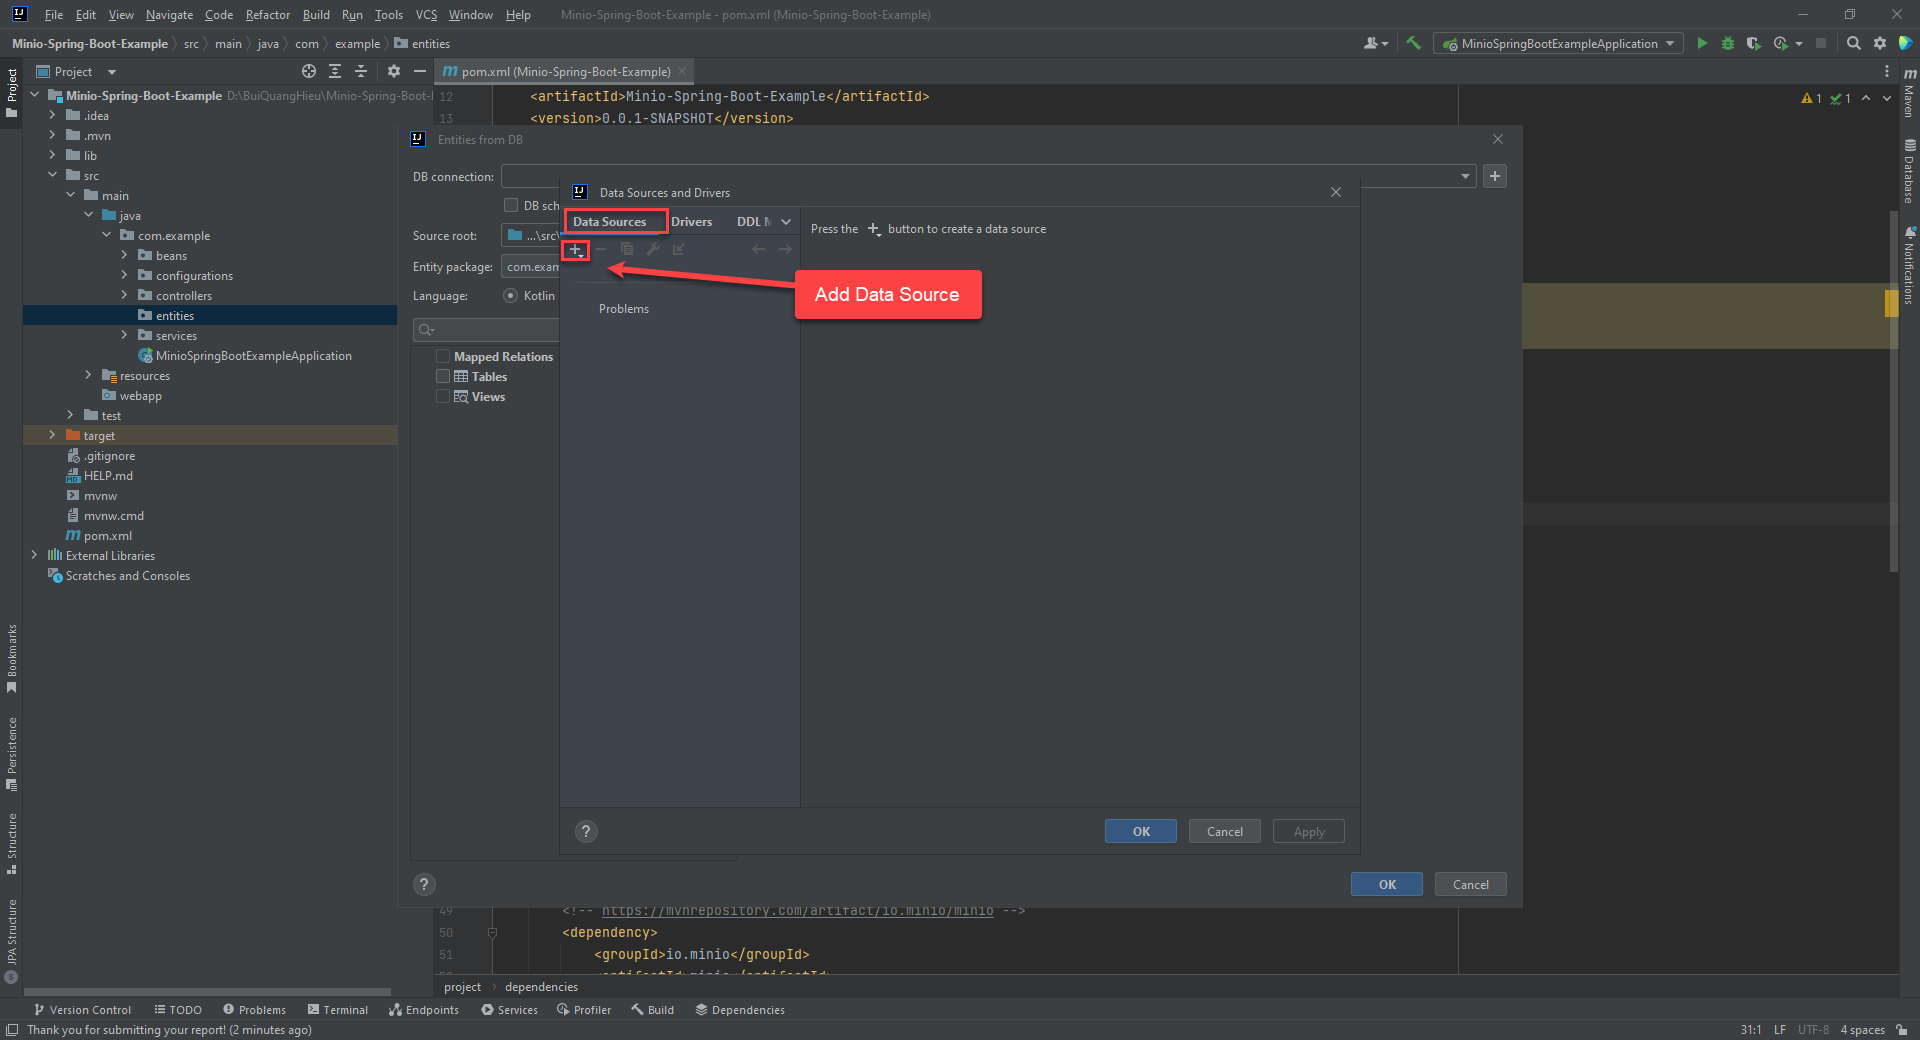 File Edit View Navigate Code Refactor Build Run Tools VCS Window Help Minio-Spring-Boot-Example - pom.xml (Minio-Spring-Boot-Example)
Minio-Spring-Boot-Example src main java com example entities
MinioSpringBootExampleApplication
Project
pom.xml (Minio-Spring-Boot-Example)
Minio-Spring-Boot-Example D:\BuiQuangHieu\Minio-Spring-Boot-
.idea
.mvn
lib
src
main
java
com.example
beans
configurations
controllers
entities
services
MinioSpringBootExampleApplication
resources
webapp
test
target
.gitignore
HELP.md
mvnw
mvnw.cmd
pom.xml
External Libraries
Scratches and Consoles
Project
Bookmarks
Persistence
Structure
JPA Structure
12 <artifactId>Minio-Spring-Boot-Example</artifactId>
13 <version>0.0.1-SNAPSHOT</version>
1 1
Entities from DB
DB connection:
DB sch
Source root: ...\src\
Entity package: com.exam
Language: Kotlin
Mapped Relations
Tables
Views
Data Sources and Drivers
Data Sources Drivers DDL M
Press the + button to create a data source
Add Data Source
Problems
? OK Cancel Apply
? OK Cancel
49 <!-- https://mvnrepository.com/artifact/io.minio/minio -->
50 <dependency>
51 <groupId>io.minio</groupId>
<artifactId>minio</artifactId>
project dependencies
m Maven
Database
Notifications
Version Control TODO Problems Terminal Endpoints Services Profiler Build Dependencies
Thank you for submitting your report! (2 minutes ago) 31:1 LF UTF-8 4 spaces